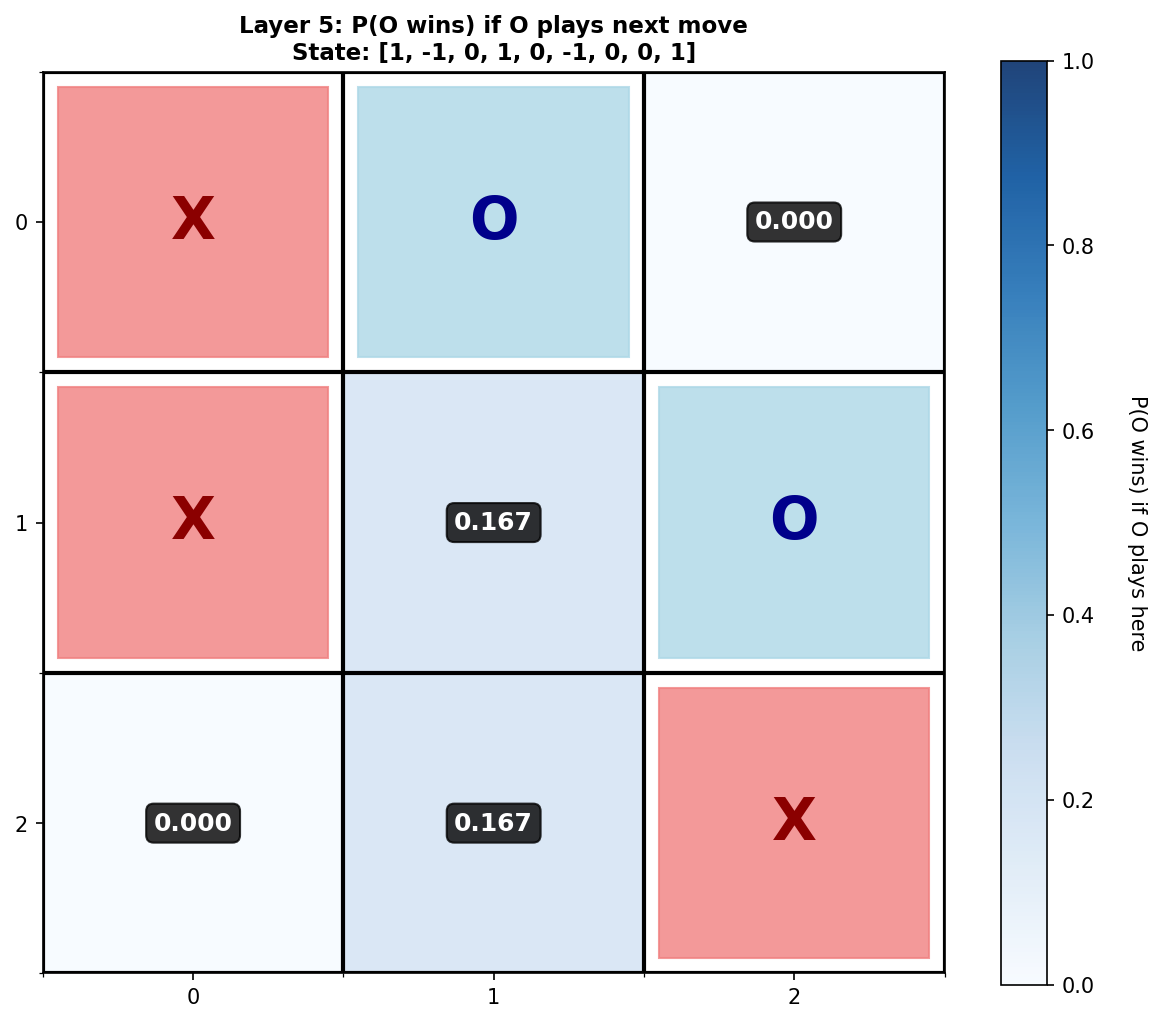 Layer 5: P(O wins) if O plays next move
State: [1, -1, 0, 1, 0, -1, 0, 0, 1]
X
O
0.000
X
0.167
O
0.000
0.167
X
0
1
2
0
1
2
1.0
0.8
0.6
0.4
0.2
0.0
P(O wins) if O plays here